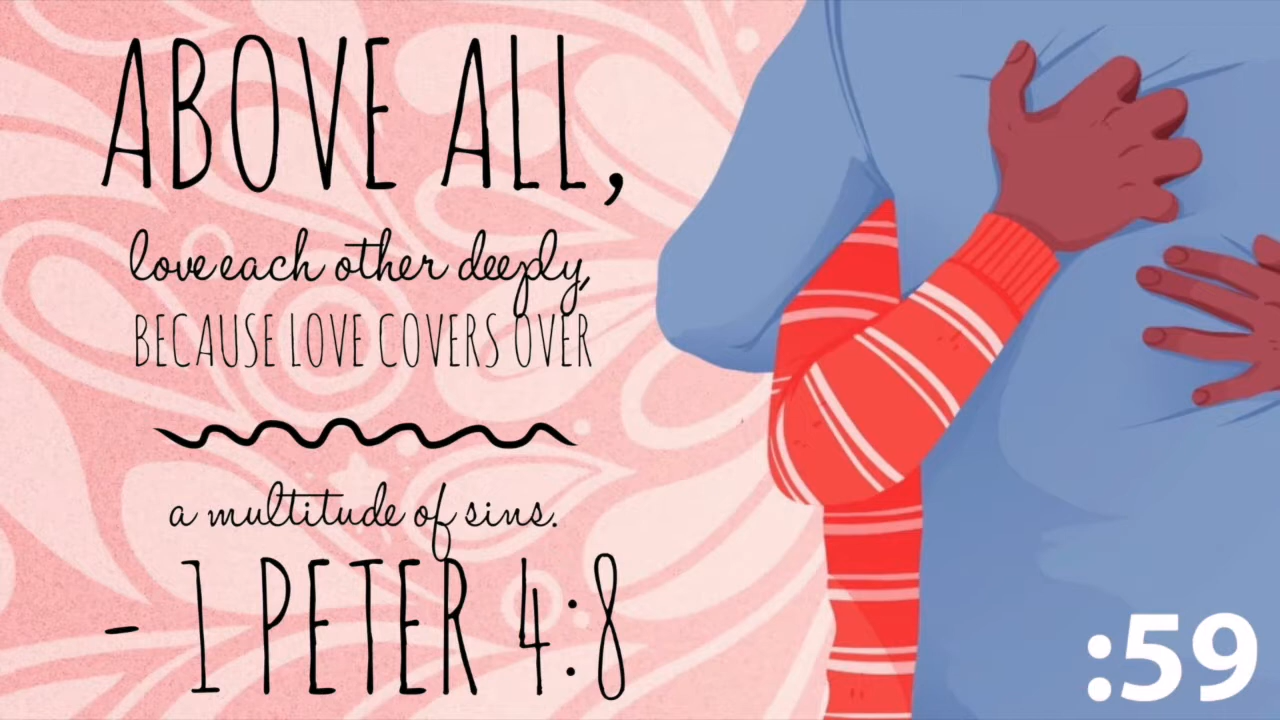 ABOVE ALL,
love each other deeply,
BECAUSE LOVE COVERS OVER
a multitude of sins.
- 1 PETER 4:8
:59